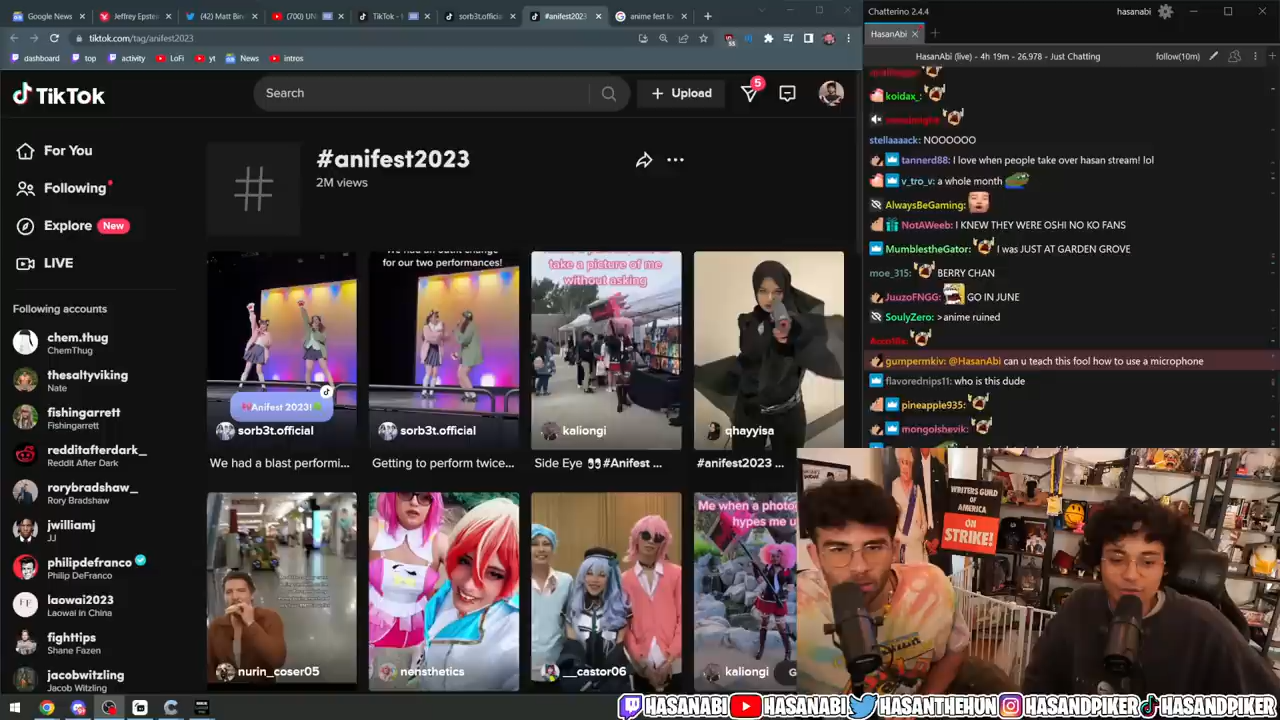 Google News
Jeffrey Epste
(42) Matt Bin
(700) UN
TikTok -
sorb3t.official
#anifest2023
anime fest lo
tiktok.com/tag/anifest2023
dashboard
top
activity
LoFi
yt
News
intros
TikTok
Search
Upload
5
For You
Following
Explore
New
LIVE
Following accounts
chem.thug
ChemThug
thesaltyviking
Nate
fishingarrett
Fishingarrett
redditafterdark_
Reddit After Dark
rorybradshaw_
Rory Bradshaw
jwilliamj
JJ
philipdefranco
Philip DeFranco
laowai2023
Laowai in China
fighttips
Shane Fazen
jacobwitzling
Jacob Witzling
#anifest2023
2M views
Anifest 2023!
sorb3t.official
We had a blast performi...
for our two performances!
sorb3t.official
Getting to perform twice...
take a picture of me
without asking
kaliongi
Side Eye 👀#Anifest ...
qhayyisa
#anifest2023 ...
nurin_coser05
nensthetics
__castor06
Me when a photog
hypes me u
kaliongi
Chatterino 2.4.4
hasanabi
HasanAbi
HasanAbi (live) - 4h 19m - 26.978 - Just Chatting
follow(10m)
koidax_:
stellaaaack: NOOOOOO
tannerd88: I love when people take over hasan stream! lol
v_tro_v: a whole month
AlwaysBeGaming:
NotAWeeb: I KNEW THEY WERE OSHI NO KO FANS
MumblestheGator: I was JUST AT GARDEN GROVE
moe_315: BERRY CHAN
JuuzoFNGG: GO IN JUNE
SoulyZero: >anime ruined
gumpermkiv: @HasanAbi can u teach this fool how to use a microphone
flavorednips11: who is this dude
pineapple935:
mongolshevik:
WRITERS GUILD
OF
AMERICA
ON
STRIKE!
HASANABI
HASANABI
HASANTHEHUN
HASANDPIKER
HASANDPIKER